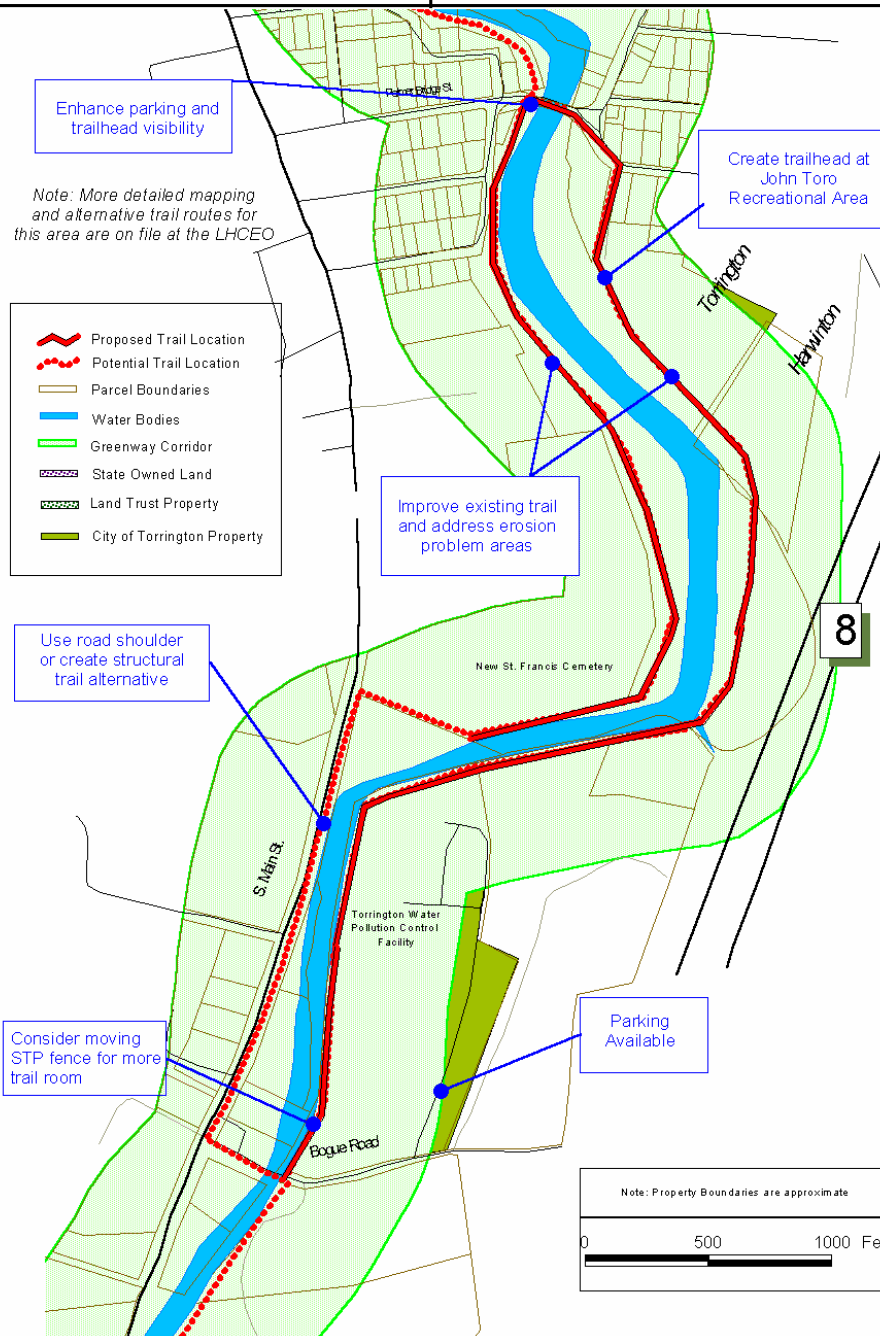 Palmer Bridge St.
Enhance parking and
trailhead visibility
Create trailhead at
John Toro
Recreational Area
Note: More detailed mapping
and alternative trail routes for
this area are on file at the LHCEO
Torrington
Harwinton
Proposed Trail Location
Potential Trail Location
Parcel Boundaries
Water Bodies
Greenway Corridor
State Owned Land
Land Trust Property
City of Torrington Property
Improve existing trail
and address erosion
problem areas
8
Use road shoulder
or create structural
trail alternative
New St. Francis Cemetery
S. Main St.
Torrington Water
Pollution Control
Facility
Consider moving
STP fence for more
trail room
Parking
Available
Bogue Road
Note: Property Boundaries are approximate
0 500 1000 Fe